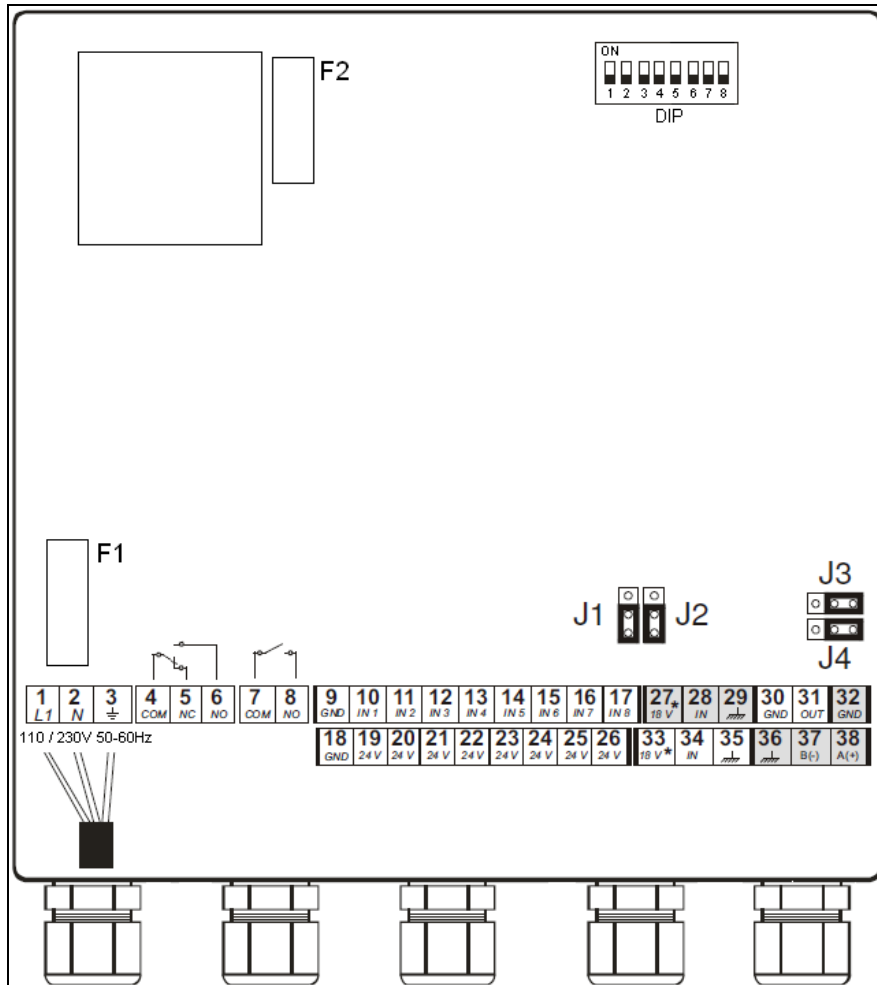 F2
ON
1 2 3 4 5 6 7 8
DIP
F1
J3
J1 J2
J4
1 2 3 4 5 6 7 8 9 10 11 12 13 14 15 16 17 27* 28 29 30 31 32
L1 N COM NC NO COM NO GND IN 1 IN 2 IN 3 IN 4 IN 5 IN 6 IN 7 IN 8 18 V IN GND OUT GND
110 / 230V 50-60Hz
18 19 20 21 22 23 24 25 26 33 34 35 36 37 38
GND 24 V 24 V 24 V 24 V 24 V 24 V 24 V 24 V 18 V* IN B(-) A(+)